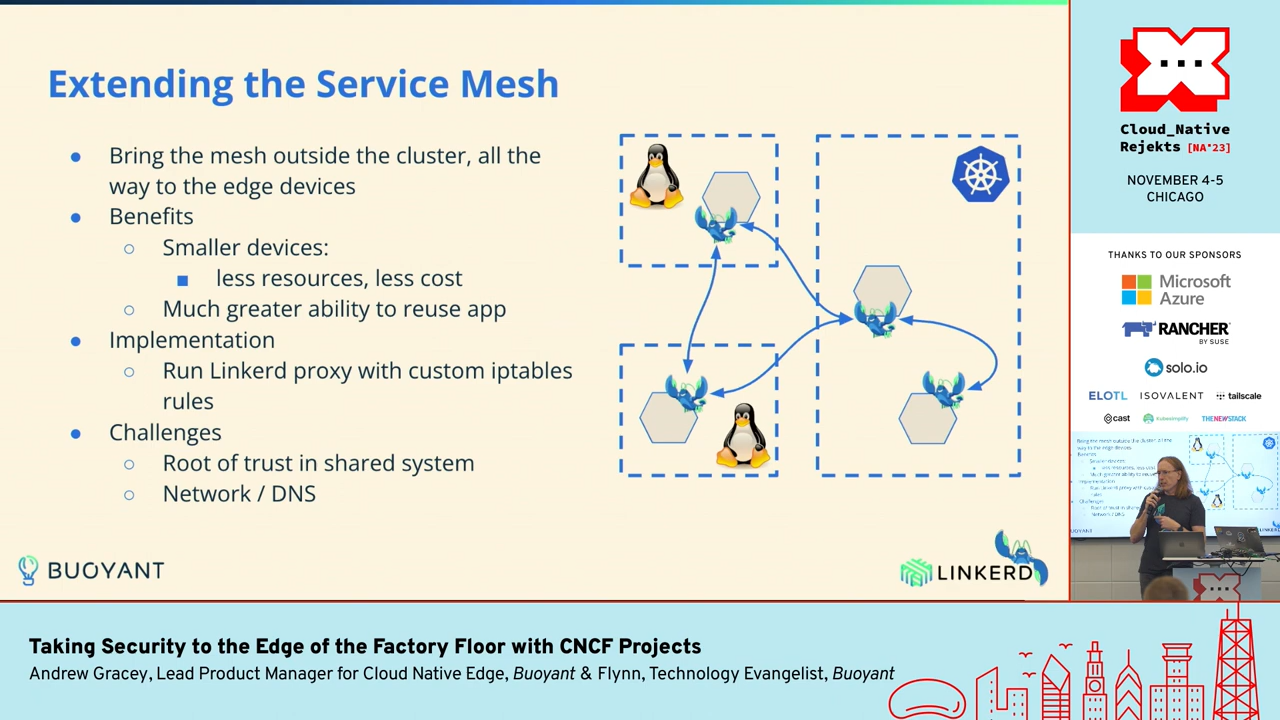 Extending the Service Mesh
Bring the mesh outside the cluster, all the
way to the edge devices
Benefits
Smaller devices:
less resources, less cost
Much greater ability to reuse app
Implementation
Run Linkerd proxy with custom iptables
rules
Challenges
Root of trust in shared system
Network / DNS
BUOYANT
LINKERD
Cloud_Native
Rejekts [NA'23]
NOVEMBER 4-5
CHICAGO
THANKS TO OUR SPONSORS
Microsoft
Azure
RANCHER
BY SUSE
solo.io
ELOTL ISOVALENT tailscale
cast kubesimplify THENEWSTACK
Taking Security to the Edge of the Factory Floor with CNCF Projects
Andrew Gracey, Lead Product Manager for Cloud Native Edge, Buoyant & Flynn, Technology Evangelist, Buoyant